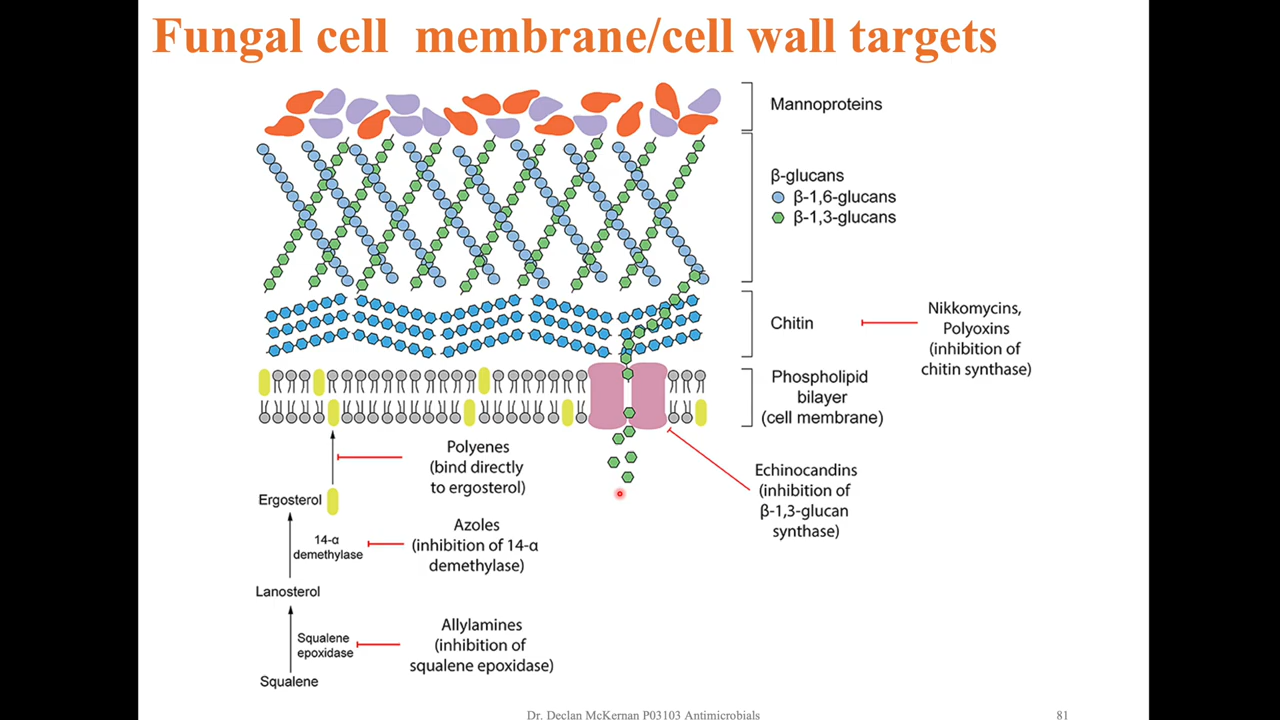 Fungal cell membrane/cell wall targets
Mannoproteins
β-glucans
β-1,6-glucans
β-1,3-glucans
Chitin
Nikkomycins,
Polyoxins
(inhibition of
chitin synthase)
Phospholipid
bilayer
(cell membrane)
Polyenes
(bind directly
to ergosterol)
Echinocandins
(inhibition of
β-1,3-glucan
synthase)
Ergosterol
14-α
demethylase
Azoles
(inhibition of 14-α
demethylase)
Lanosterol
Squalene
epoxidase
Allylamines
(inhibition of
squalene epoxidase)
Squalene
Dr. Declan McKernan P03103 Antimicrobials
81